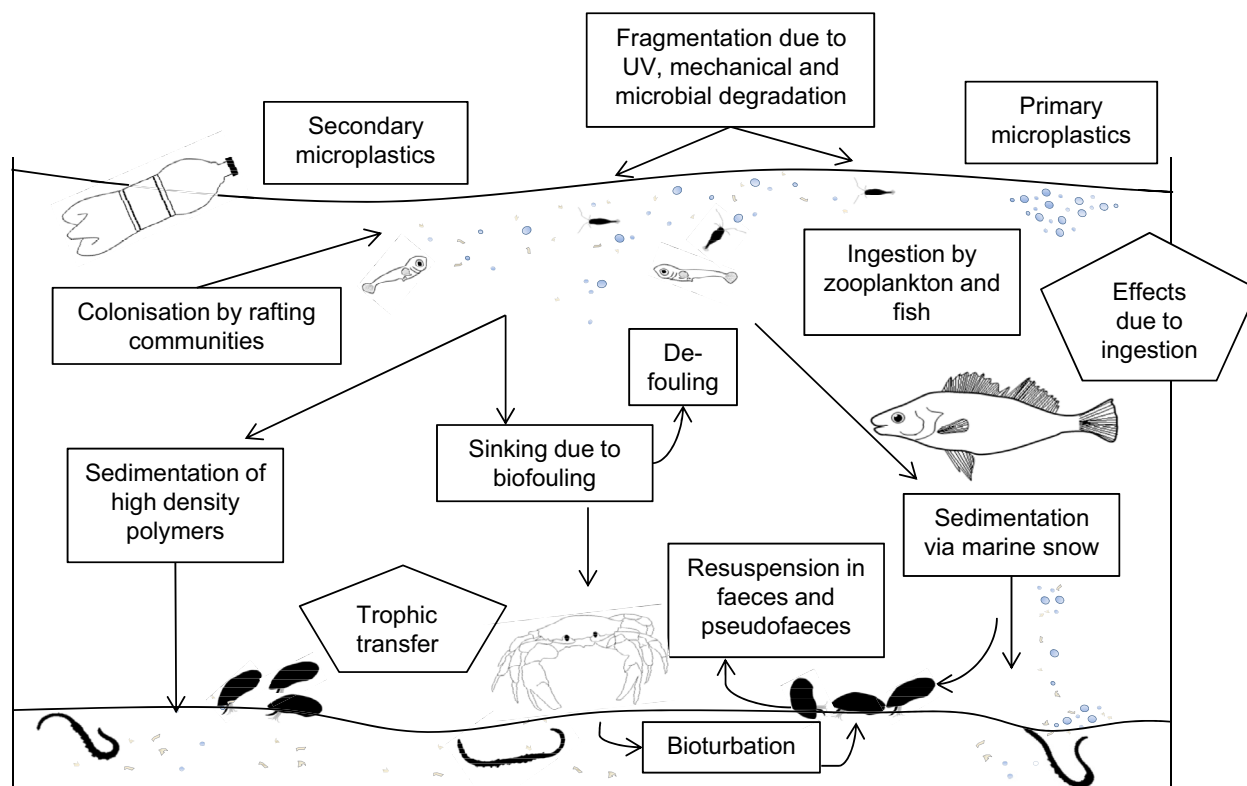 Fragmentation due to
UV, mechanical and
microbial degradation
Secondary
microplastics
Primary
microplastics
Colonisation by rafting
communities
Ingestion by
zooplankton and
fish
Effects
due to
ingestion
De-
fouling
Sedimentation of
high density
polymers
Sinking due to
biofouling
Sedimentation
via marine snow
Resuspension in
faeces and
pseudofaeces
Trophic
transfer
Bioturbation